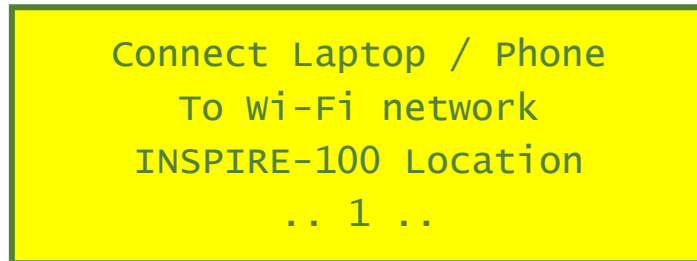 Connect Laptop / Phone
To Wi-Fi network
INSPIRE-100 Location
.. 1 ..